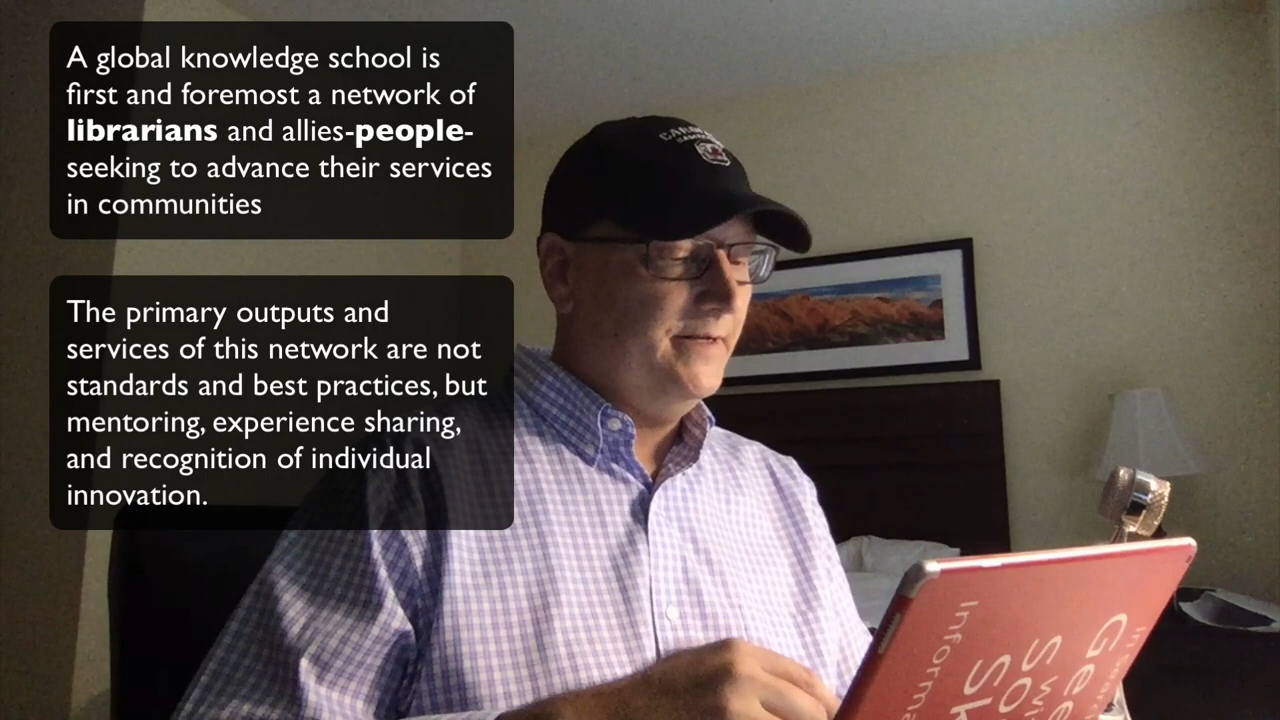 A global knowledge school is
first and foremost a network of
librarians and allies-people-
seeking to advance their services
in communities
The primary outputs and
services of this network are not
standards and best practices, but
mentoring, experience sharing,
and recognition of individual
innovation.